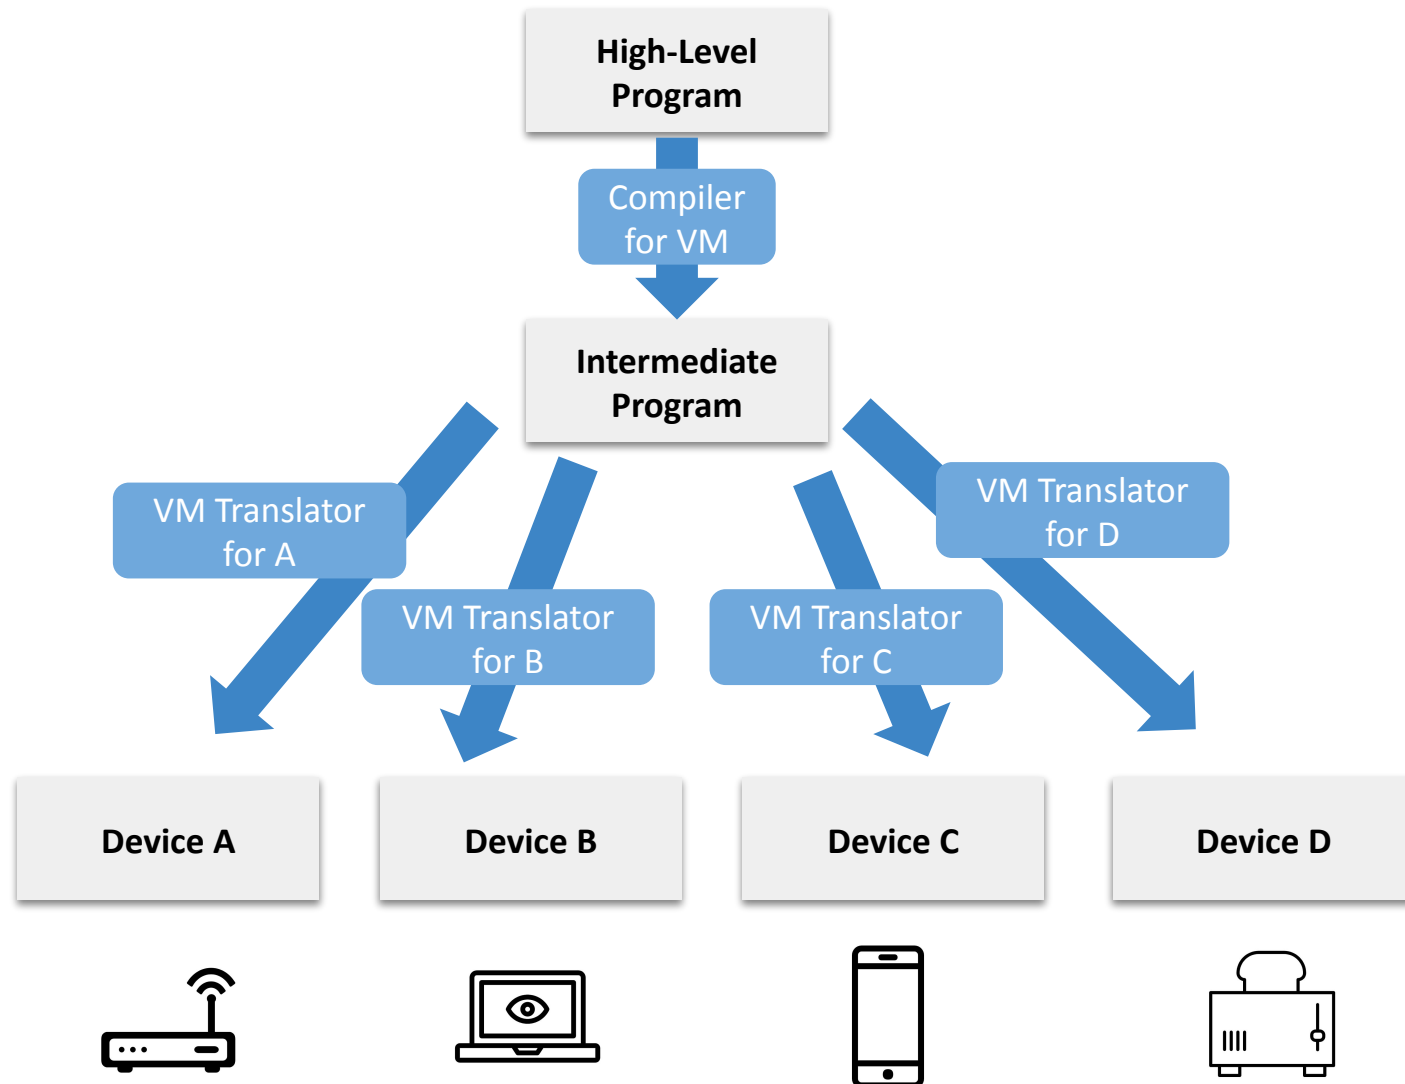 High-Level
Program
Compiler
for VM
Intermediate
Program
VM Translator
for A
VM Translator
for B
VM Translator
for C
VM Translator
for D
Device A
Device B
Device C
Device D